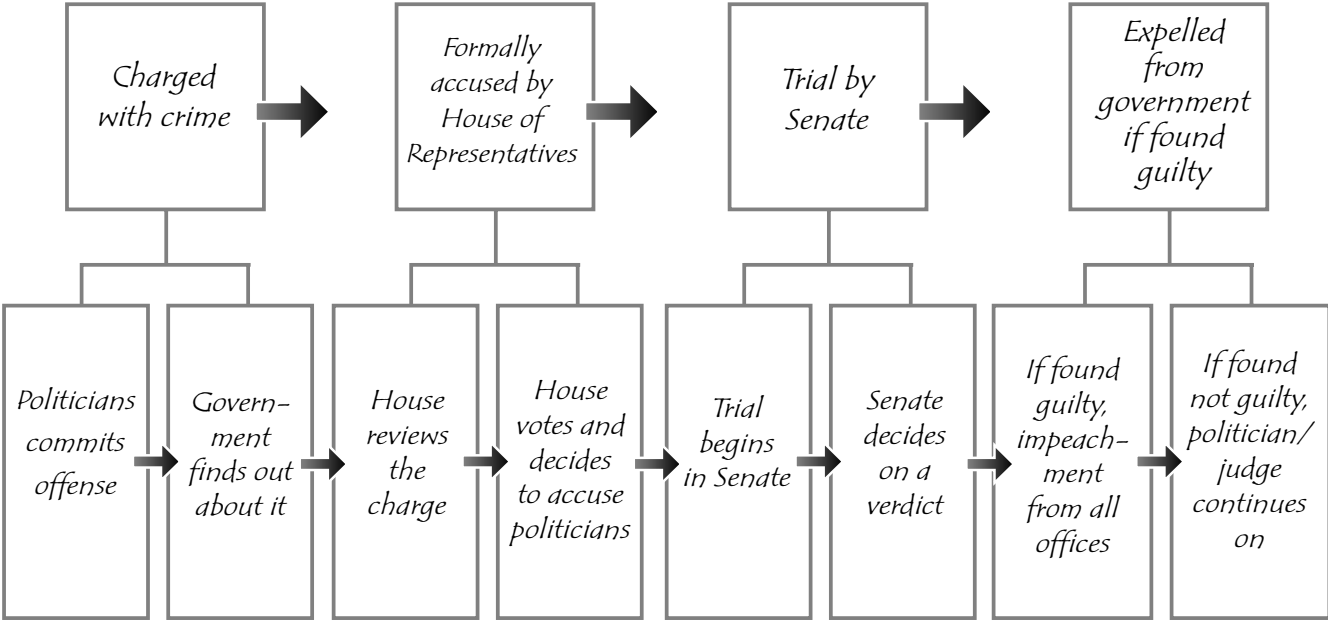 Charged
with crime
Formally
accused by
House of
Representatives
Trial by
Senate
Expelled
from
government
if found
guilty
Politicians
commits
offense
Govern-
ment
finds out
about it
House
reviews
the
charge
House
votes and
decides
to accuse
politicians
Trial
begins
in Senate
Senate
decides
on a
verdict
If found
guilty,
impeach-
ment
from all
offices
If found
not guilty,
politician/
judge
continues
on